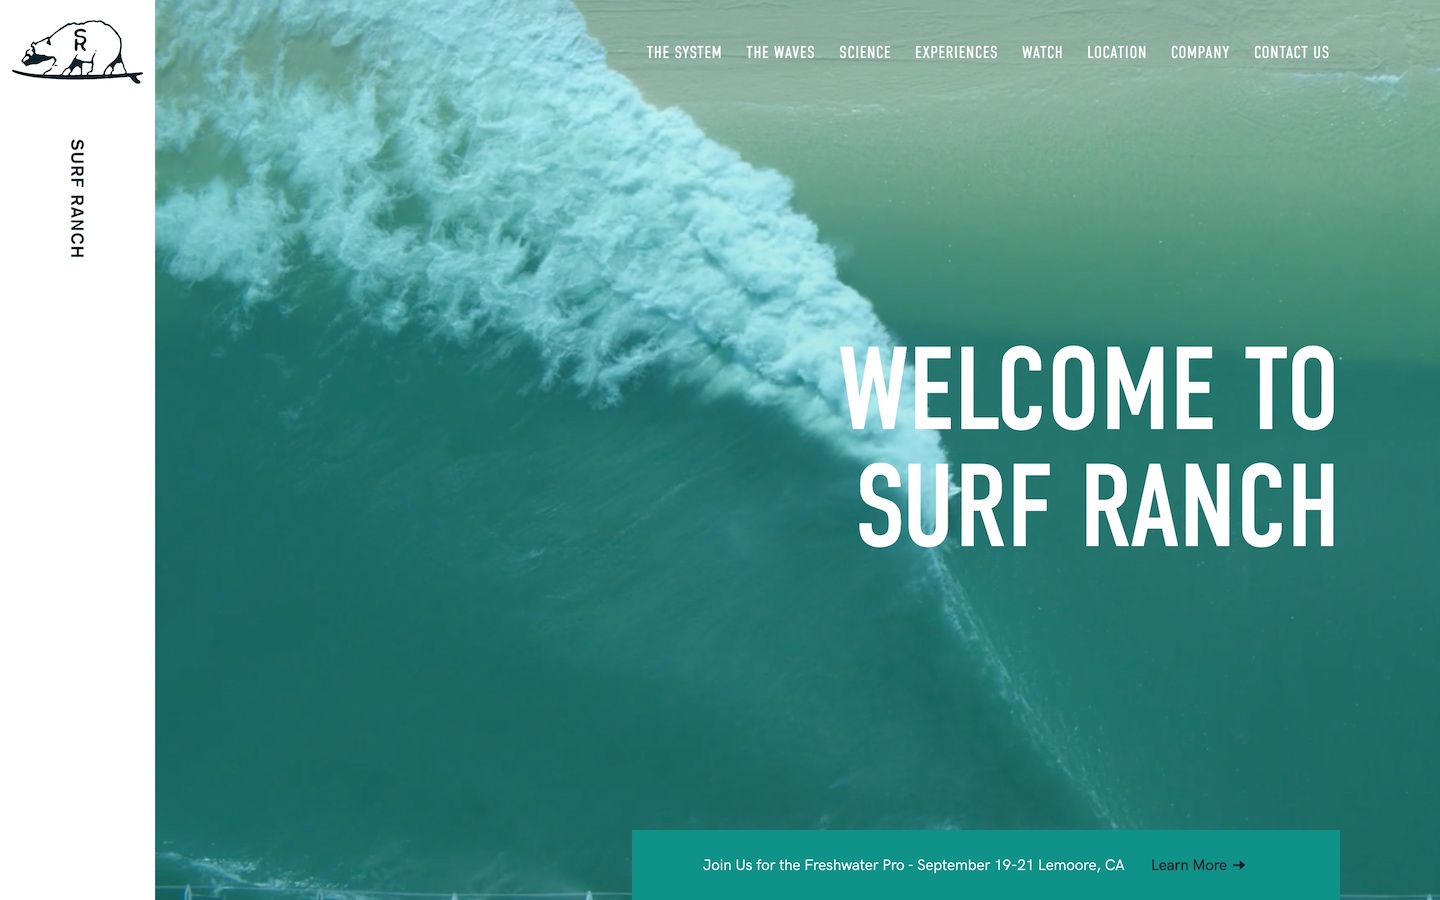 SR
SURF RANCH
THE SYSTEM THE WAVES SCIENCE EXPERIENCES WATCH LOCATION COMPANY CONTACT US
WELCOME TO
SURF RANCH
Join Us for the Freshwater Pro - September 19-21 Lemoore, CA Learn More →